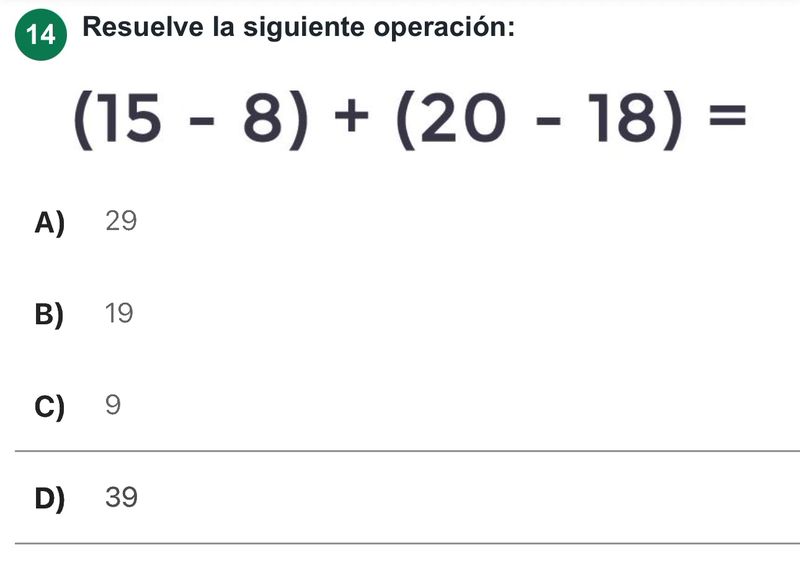 14 Resuelve la siguiente operación:
(15 - 8) + (20 - 18) =
A) 29
B) 19
C) 9
D) 39